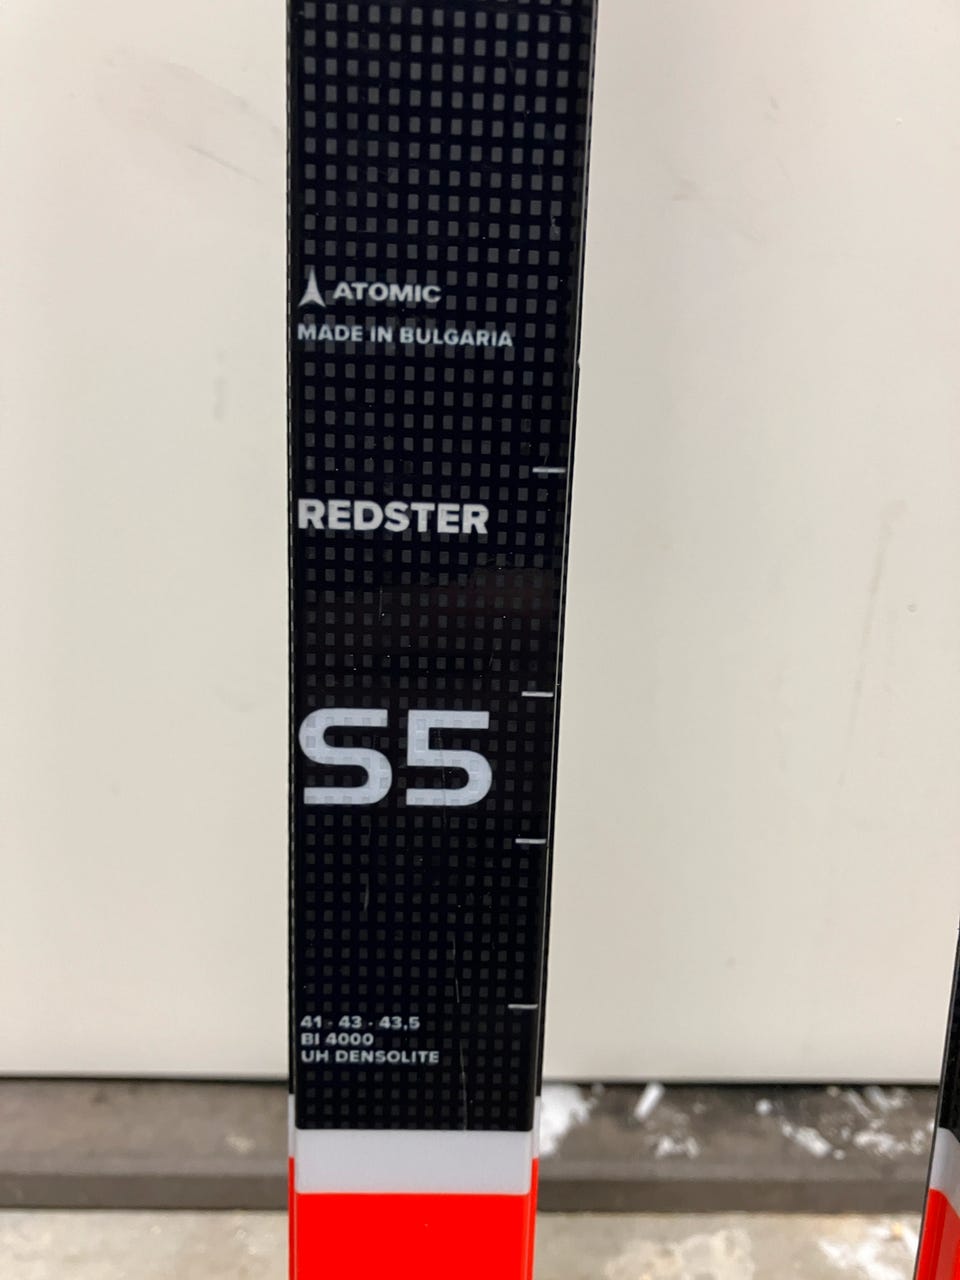 ATOMIC
MADE IN BULGARIA
REDSTER
S5
41 - 43 - 43,5
BI 4000
UH DENSOLITE